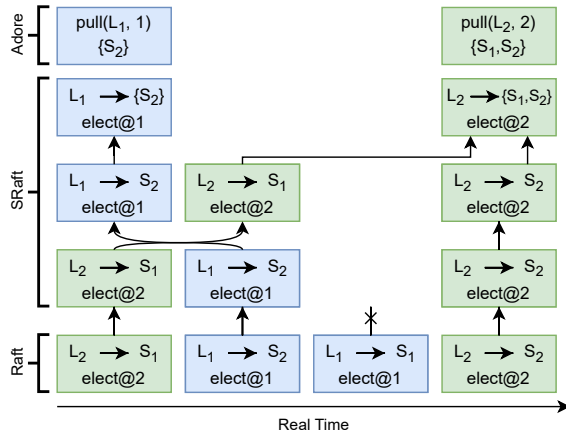 Adore
pull(L₁, 1)
{S₂}
pull(L₂, 2)
{S₁,S₂}
SRaft
L₁ → {S₂}
elect@1
L₂ → {S₁,S₂}
elect@2
L₁ → S₂
elect@1
L₂ → S₁
elect@2
L₂ → S₂
elect@2
L₂ → S₁
elect@2
L₁ → S₂
elect@1
L₂ → S₂
elect@2
Raft
L₂ → S₁
elect@2
L₁ → S₂
elect@1
L₁ → S₁
elect@1
L₂ → S₂
elect@2
Real Time